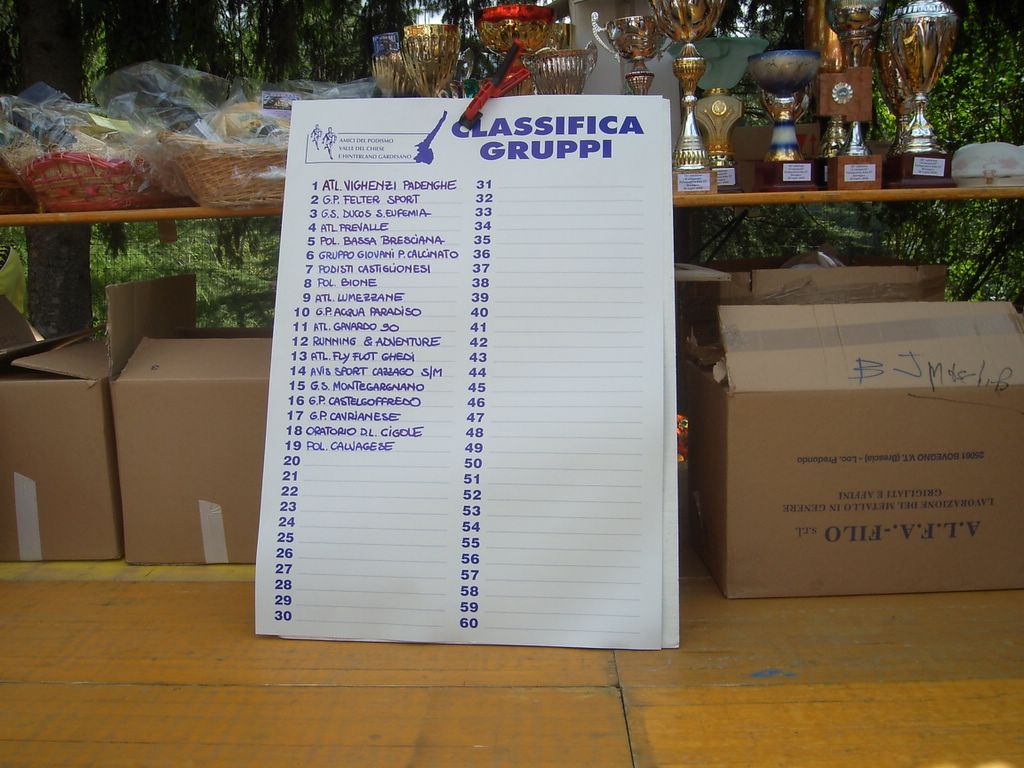 CLASSIFICA
GRUPPI
AMICI DEL PODISMO
VALLE DEL CHIESE
E HINTERLAND GARDESANO
1 ATL. VIGHENZI PADENGHE
2 G.P. FELTER SPORT
3 G.S. DUCOS S. EUFEMIA
4 ATL PREVALLE
5 POL. BASSA BRESCIANA
6 GRUPPO GIOVANI P. CALCINATO
7 PODISTI CASTIGLIONESI
8 POL. BIONE
9 ATL. LUMEZZANE
10 G.P. ACQUA PARADISO
11 ATL. GAVARDO 90
12 RUNNING & ADVENTURE
13 ATL. FLY FLOT GHEDI
14 AVIS SPORT CAZZAGO S/M
15 G.S. MONTEGARGNANO
16 G.P. CASTELGOFFREDO
17 G.P. CAVRIANESE
18 ORATORIO D.L. CIGOLE
19 POL. CALVAGESE
20
21
22
23
24
25
26
27
28
29
30
31
32
33
34
35
36
37
38
39
40
41
42
43
44
45
46
47
48
49
50
51
52
53
54
55
56
57
58
59
60
B J
A.L.F.A.-FILO s.r.l.
LAVORAZIONE DEL METALLO IN GENERE
GRIGLIATI E AFFINI
25061 BOVEGNO V.T. (Brescia) - Loc. Predondo